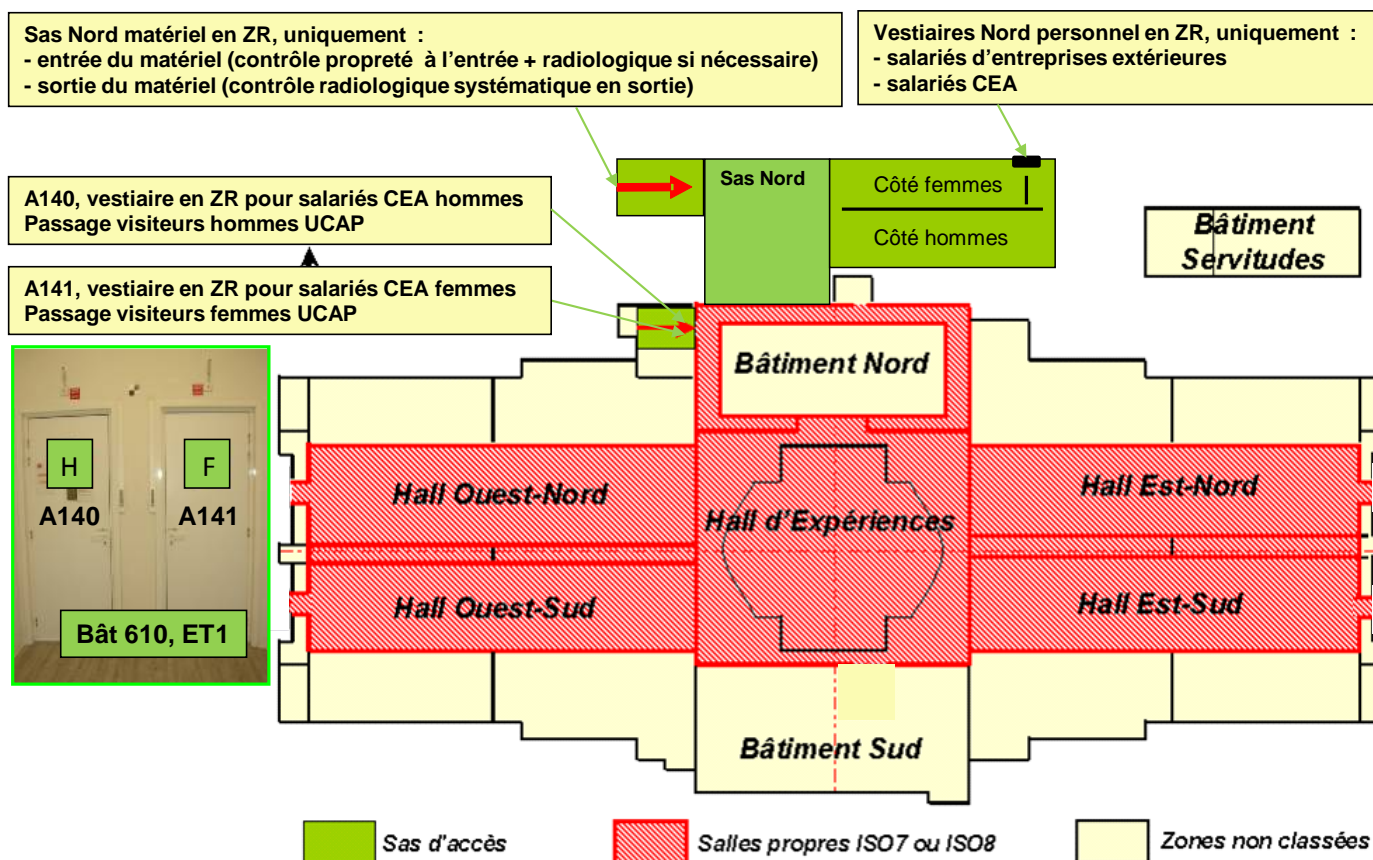 Sas Nord matériel en ZR, uniquement :
- entrée du matériel (contrôle propreté à l'entrée + radiologique si nécessaire)
- sortie du matériel (contrôle radiologique systématique en sortie)
Vestiaires Nord personnel en ZR, uniquement :
- salariés d'entreprises extérieures
- salariés CEA
A140, vestiaire en ZR pour salariés CEA hommes
Passage visiteurs hommes UCAP
A141, vestiaire en ZR pour salariés CEA femmes
Passage visiteurs femmes UCAP
Sas Nord
Côté femmes
Côté hommes
Bâtiment
Servitudes
Bâtiment Nord
H
F
A140
A141
Bât 610, ET1
Hall Ouest-Nord
Hall Est-Nord
Hall d'Expériences
Hall Ouest-Sud
Hall Est-Sud
Bâtiment Sud
Sas d'accès
Salles propres ISO7 ou ISO8
Zones non classées